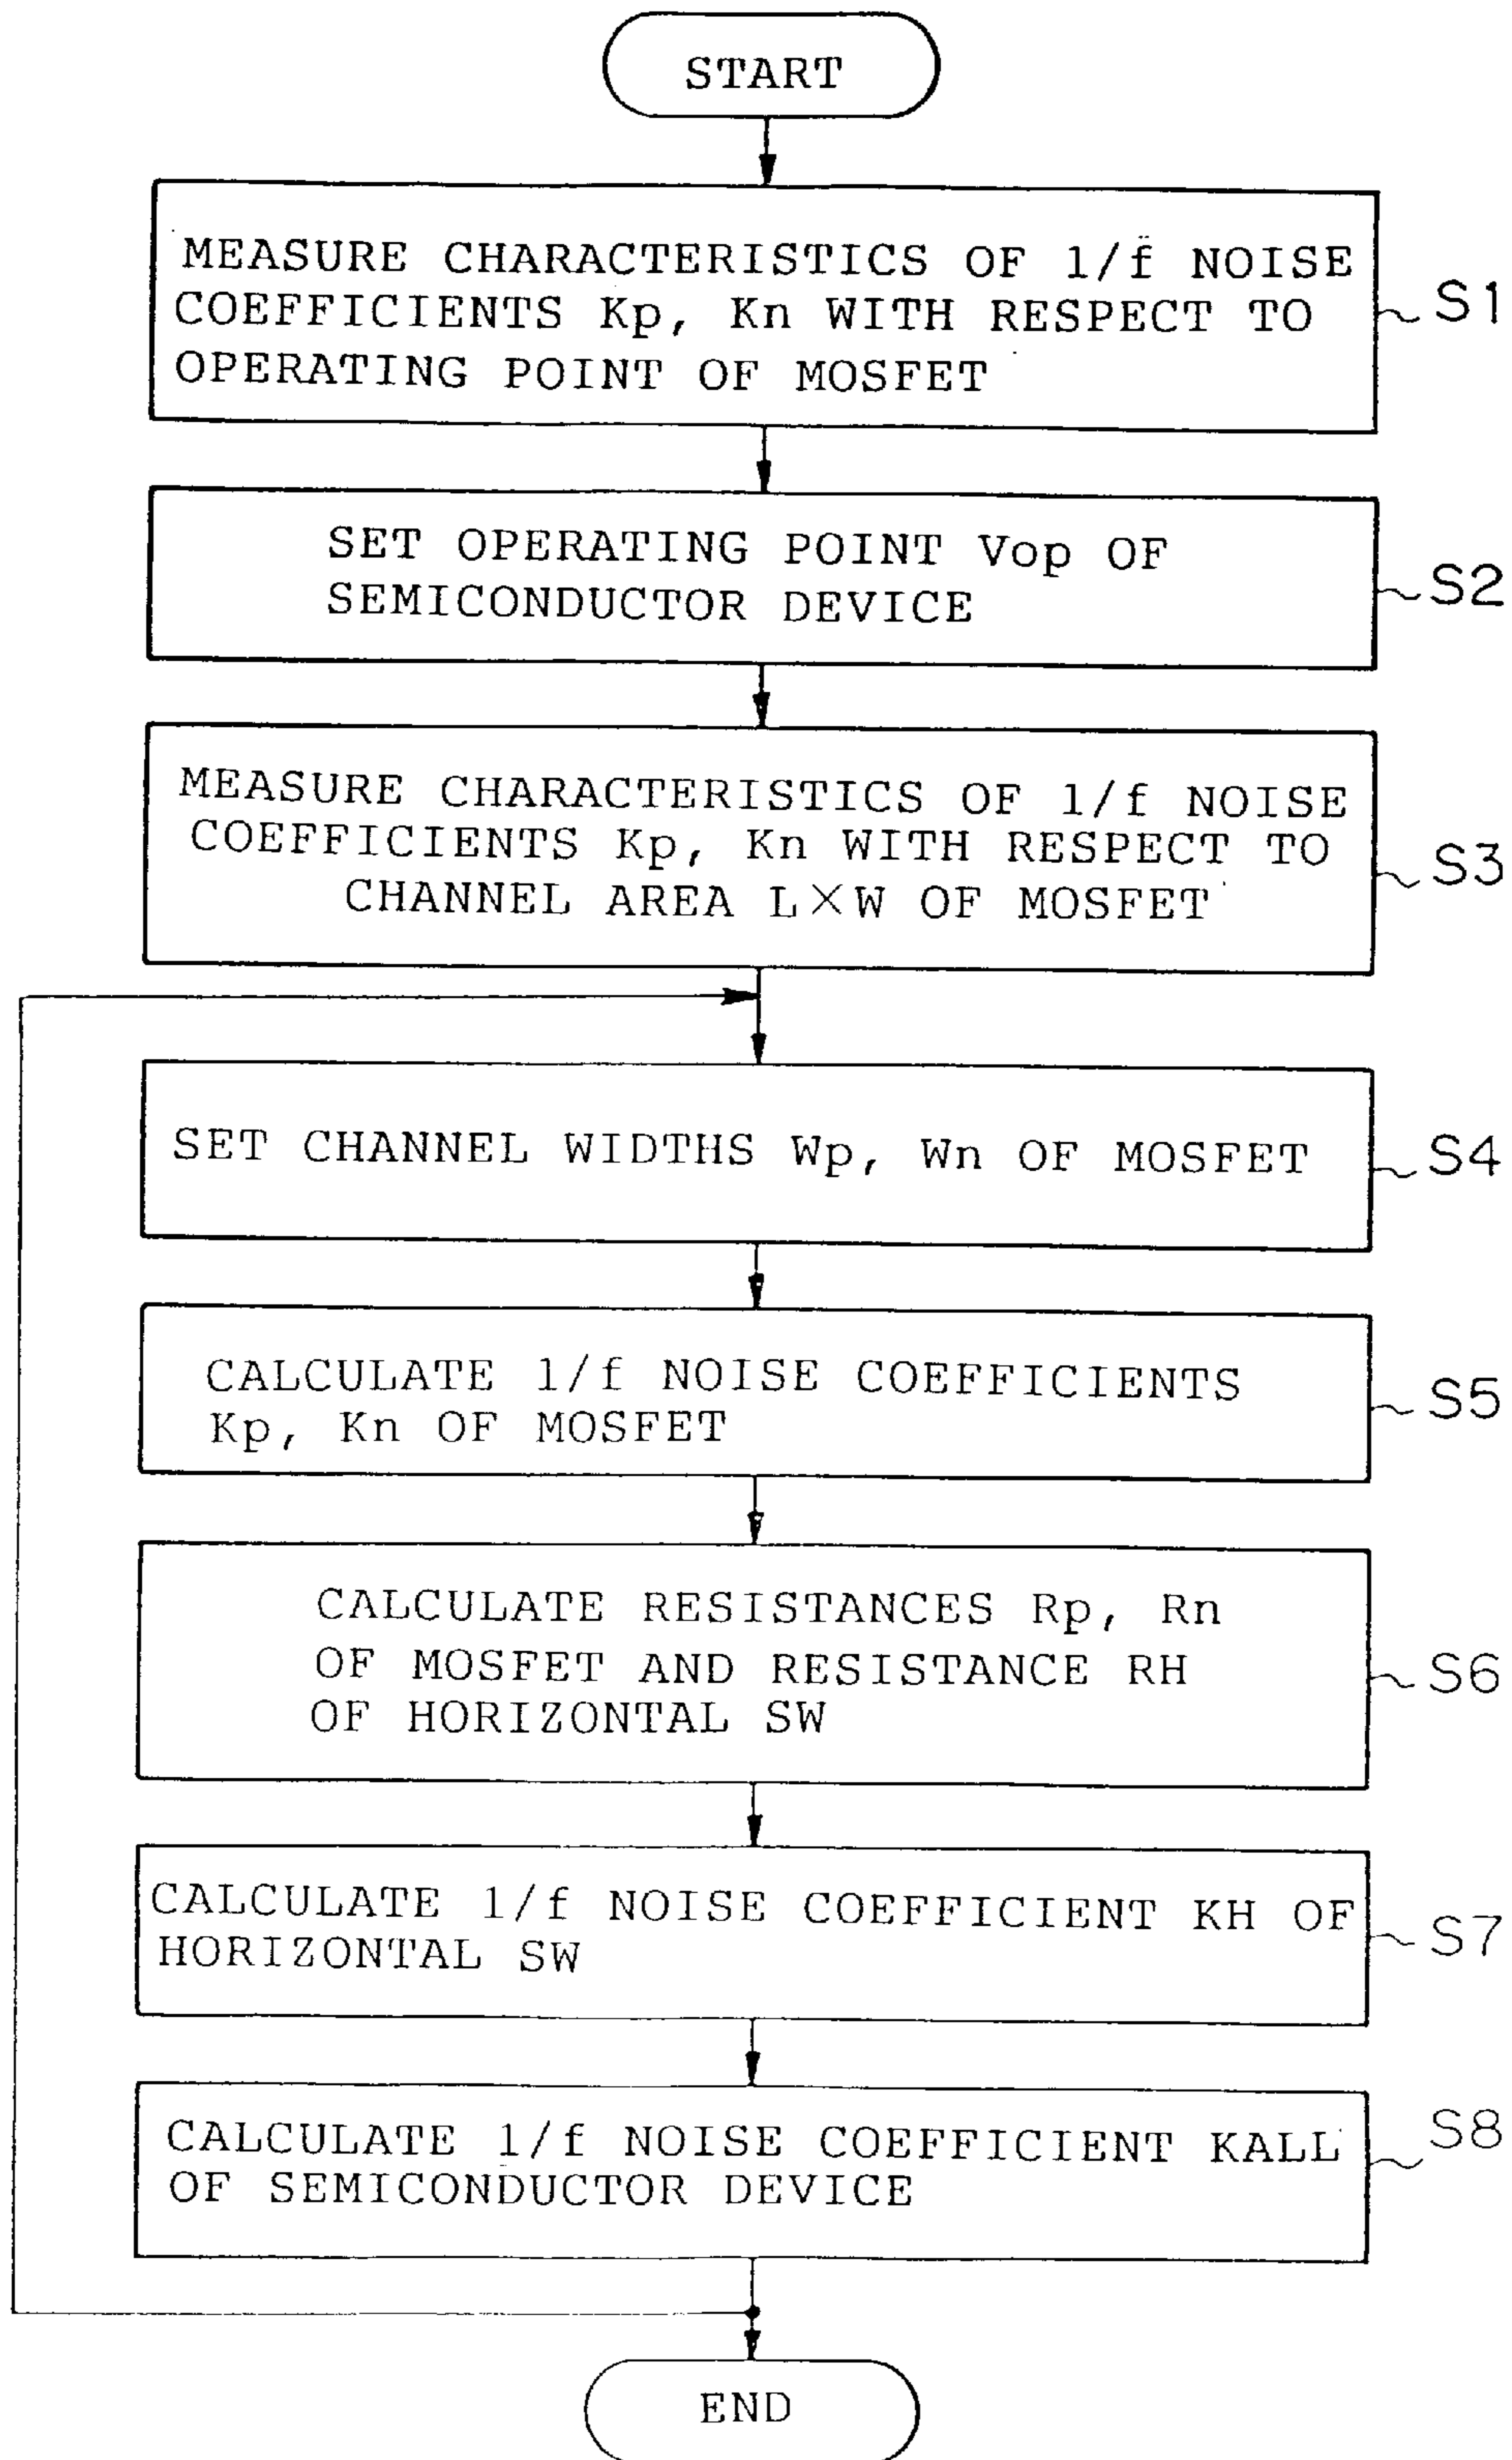 START
MEASURE CHARACTERISTICS OF 1/f NOISE
COEFFICIENTS Kp, Kn WITH RESPECT TO
OPERATING POINT OF MOSFET
S1
SET OPERATING POINT Vop OF
SEMICONDUCTOR DEVICE
S2
MEASURE CHARACTERISTICS OF 1/f NOISE
COEFFICIENTS Kp, Kn WITH RESPECT TO
CHANNEL AREA L×W OF MOSFET
S3
SET CHANNEL WIDTHS Wp, Wn OF MOSFET
S4
CALCULATE 1/f NOISE COEFFICIENTS
Kp, Kn OF MOSFET
S5
CALCULATE RESISTANCES Rp, Rn
OF MOSFET AND RESISTANCE RH
OF HORIZONTAL SW
S6
CALCULATE 1/f NOISE COEFFICIENT KH OF
HORIZONTAL SW
S7
CALCULATE 1/f NOISE COEFFICIENT KALL
OF SEMICONDUCTOR DEVICE
S8
END